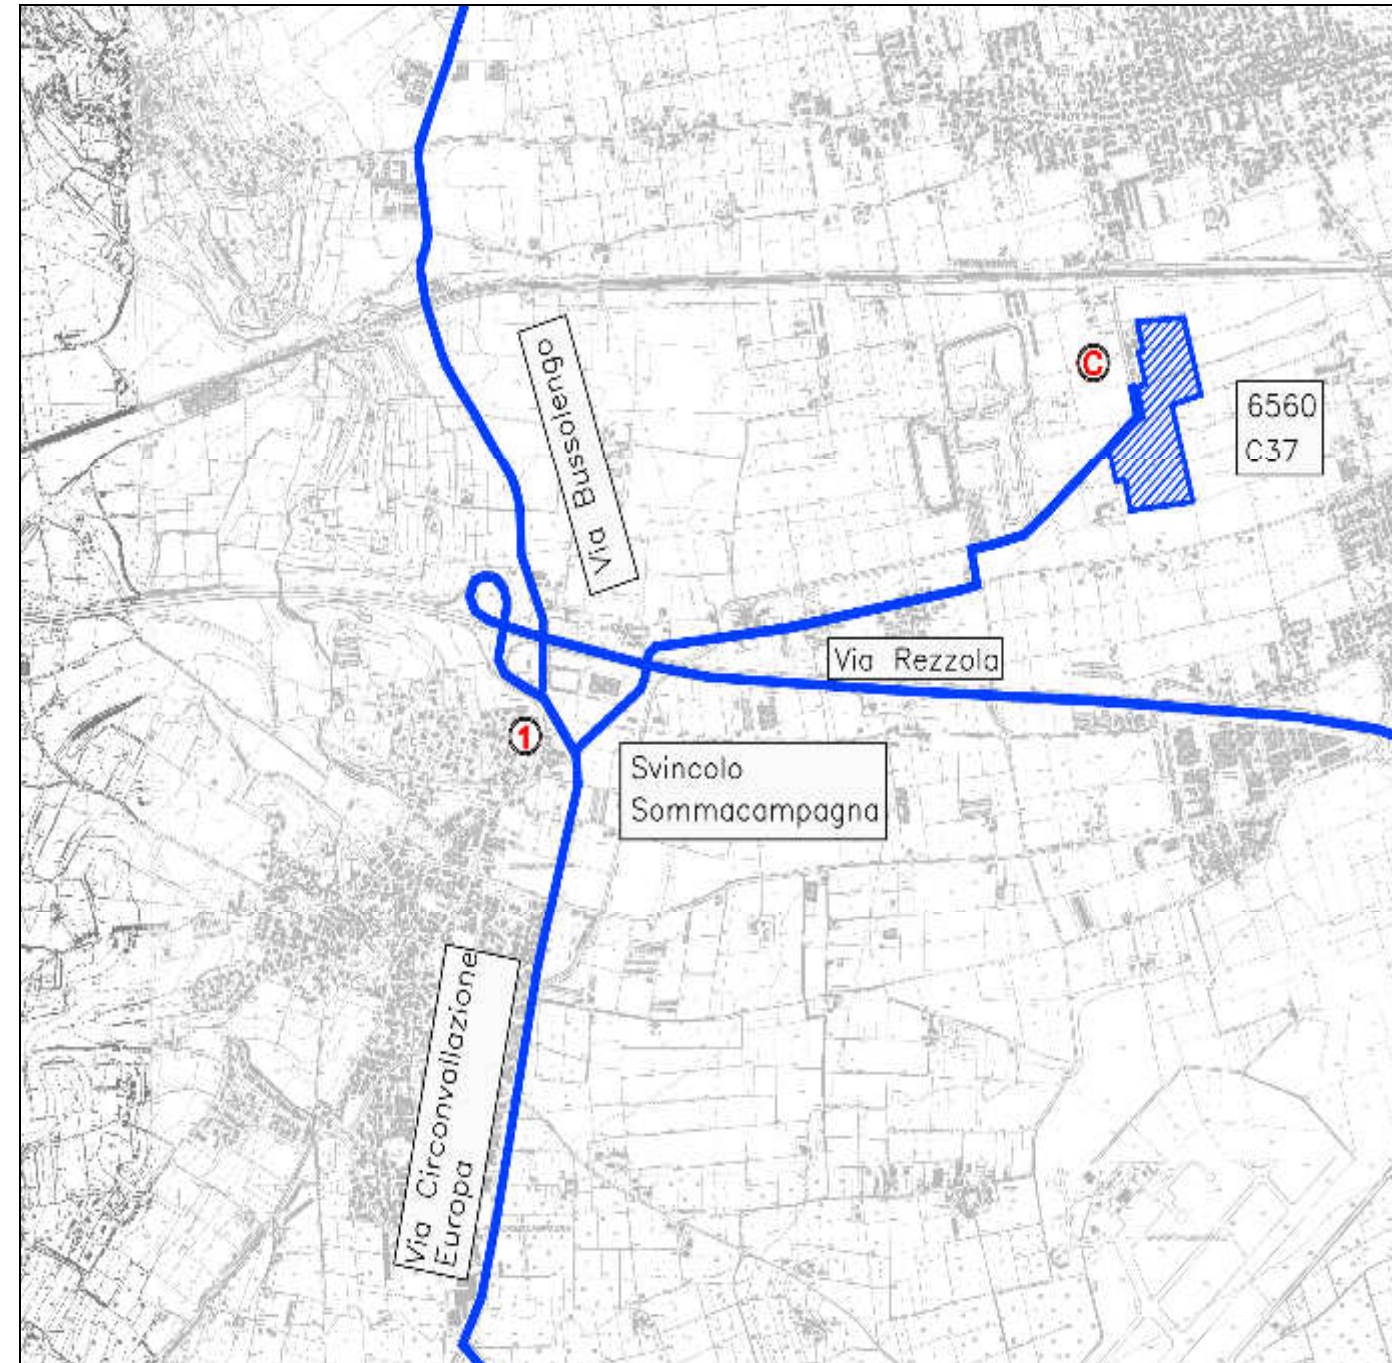 Via Bussolengo
C
6560
C37
Via Rezzola
1
Svincolo
Sommacampagna
Via Circonvallazione
Europa